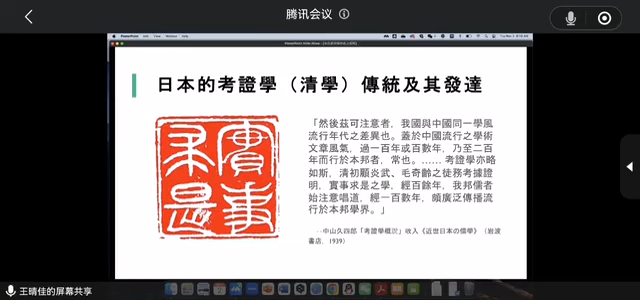 腾讯会议
日本的考證學（清學）傳統及其發達
實事求是
「然後茲可注意者，我國與中國同一學風
流行年代之差異也。蓋於中國流行之學術
文章風氣，過一百年或百數年，乃至二百
年而行於本邦者，常也。…… 考證學亦略
如斯，清初顧炎武、毛奇齡之徒務考據證
明，實事求是之學，經百餘年，我邦儒者
始注意唱道，經一百數年，頗廣泛傳播流
行於本邦學界。」
--中山久四郎「考證學概說」收入《近世日本の儒學》（岩波
書店，1939）
王晴佳的屏幕共享